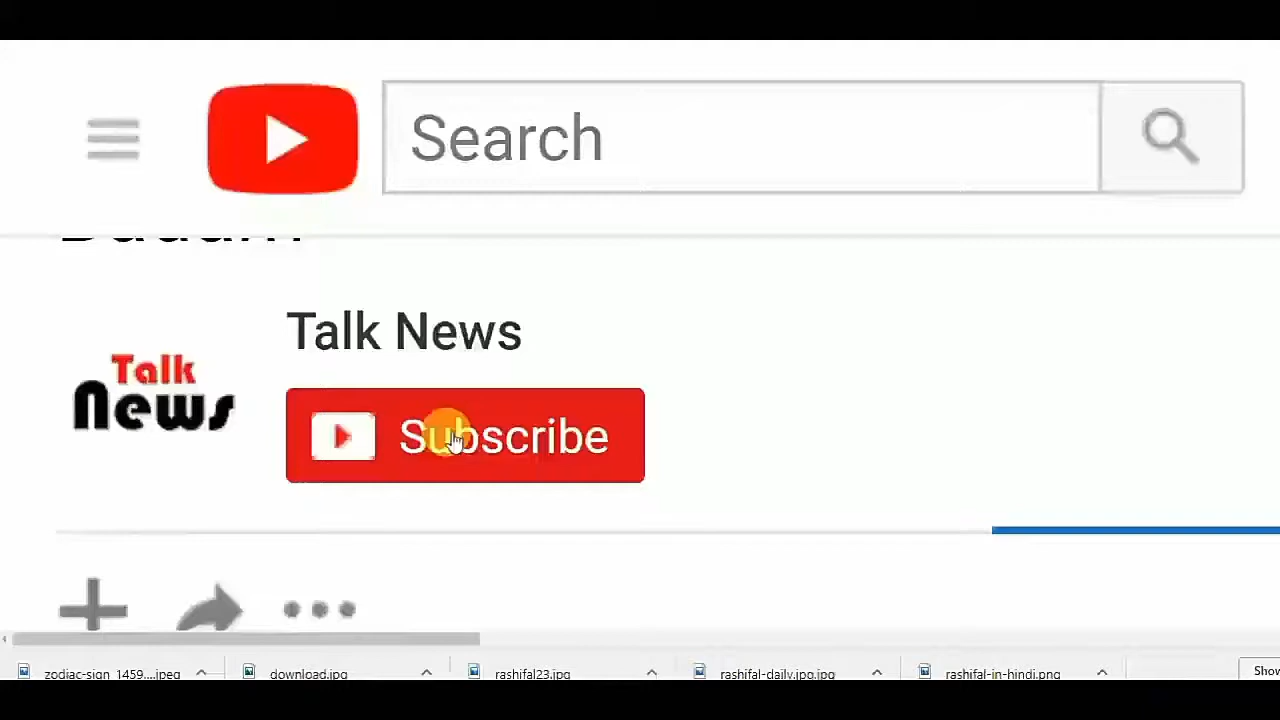 Search
Talk News
Talk
News
Subscribe
zodiac-sign_1459....jpeg
download.jpg
rashifal23.jpg
rashifal-daily.jpg.jpg
rashifal-in-hindi.png
Show